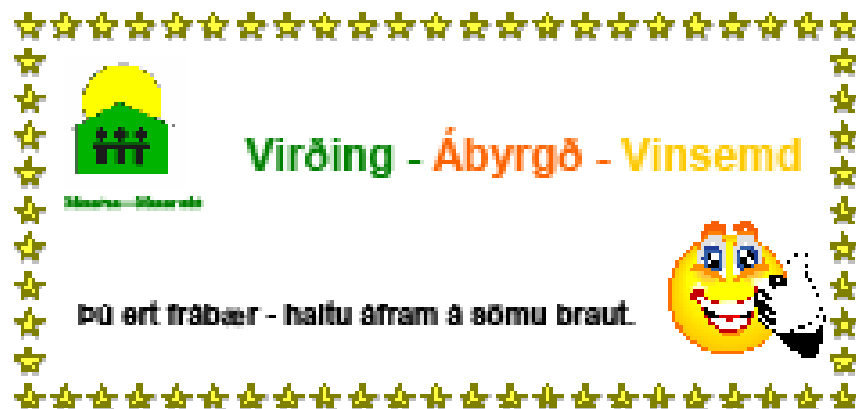 Virðing - Ábyrgð - Vinsemd
Þú ert frábær - haltu áfram á sömu braut.